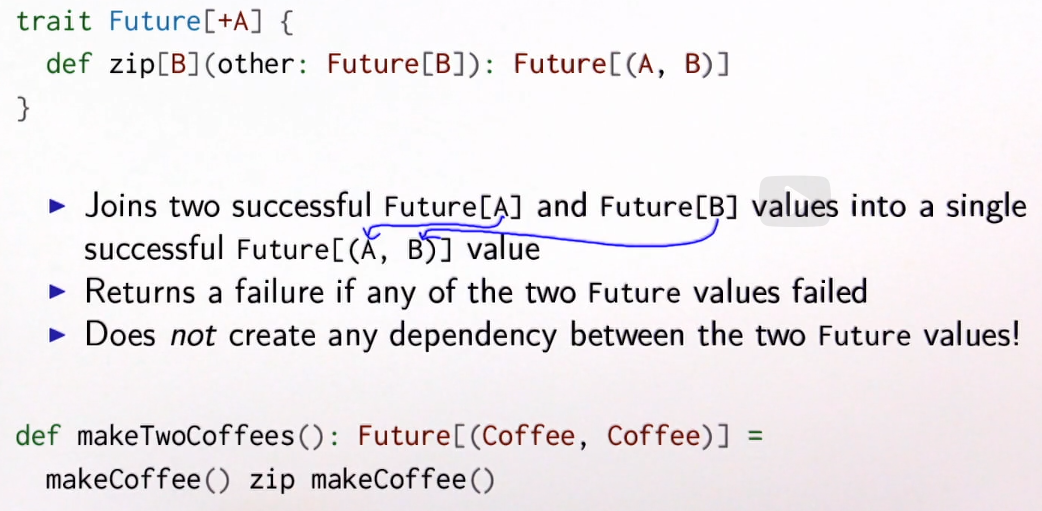 trait Future[+A] {
  def zip[B](other: Future[B]): Future[(A, B)]
}
▶ Joins two successful Future[A] and Future[B] values into a single
successful Future[(A, B)] value
▶ Returns a failure if any of the two Future values failed
▶ Does not create any dependency between the two Future values!
def makeTwoCoffees(): Future[(Coffee, Coffee)] =
  makeCoffee() zip makeCoffee()